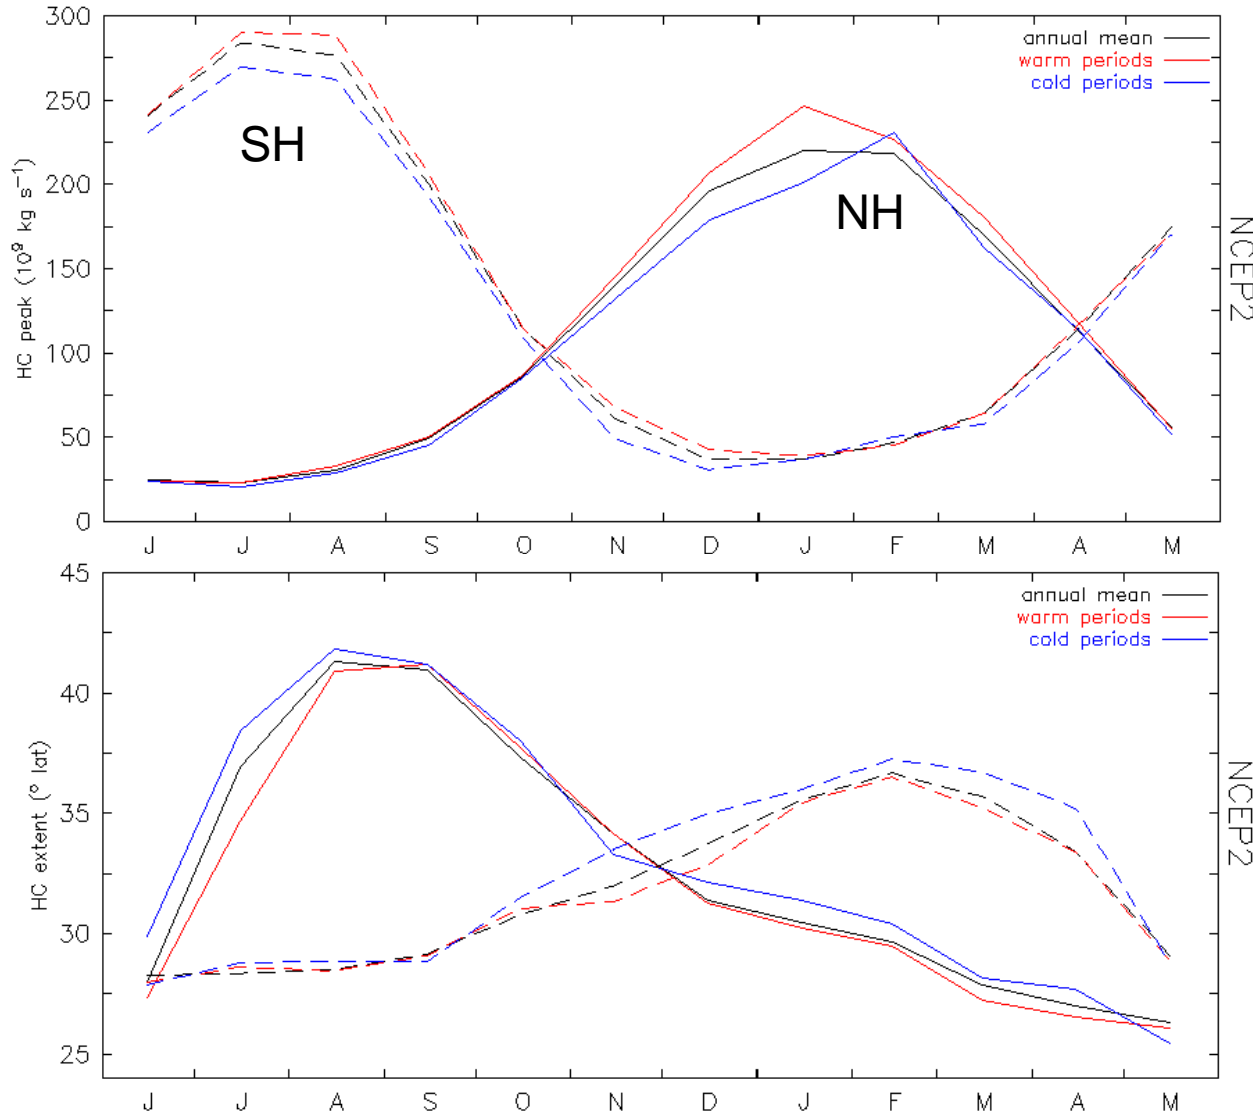 300
250
200
150
100
50
0
HC peak (10⁹ kg s⁻¹)
annual mean
warm periods
cold periods
SH
NH
NCEP2
J J A S O N D J F M A M
45
40
35
30
25
HC extent (° lat)
annual mean
warm periods
cold periods
NCEP2
J J A S O N D J F M A M